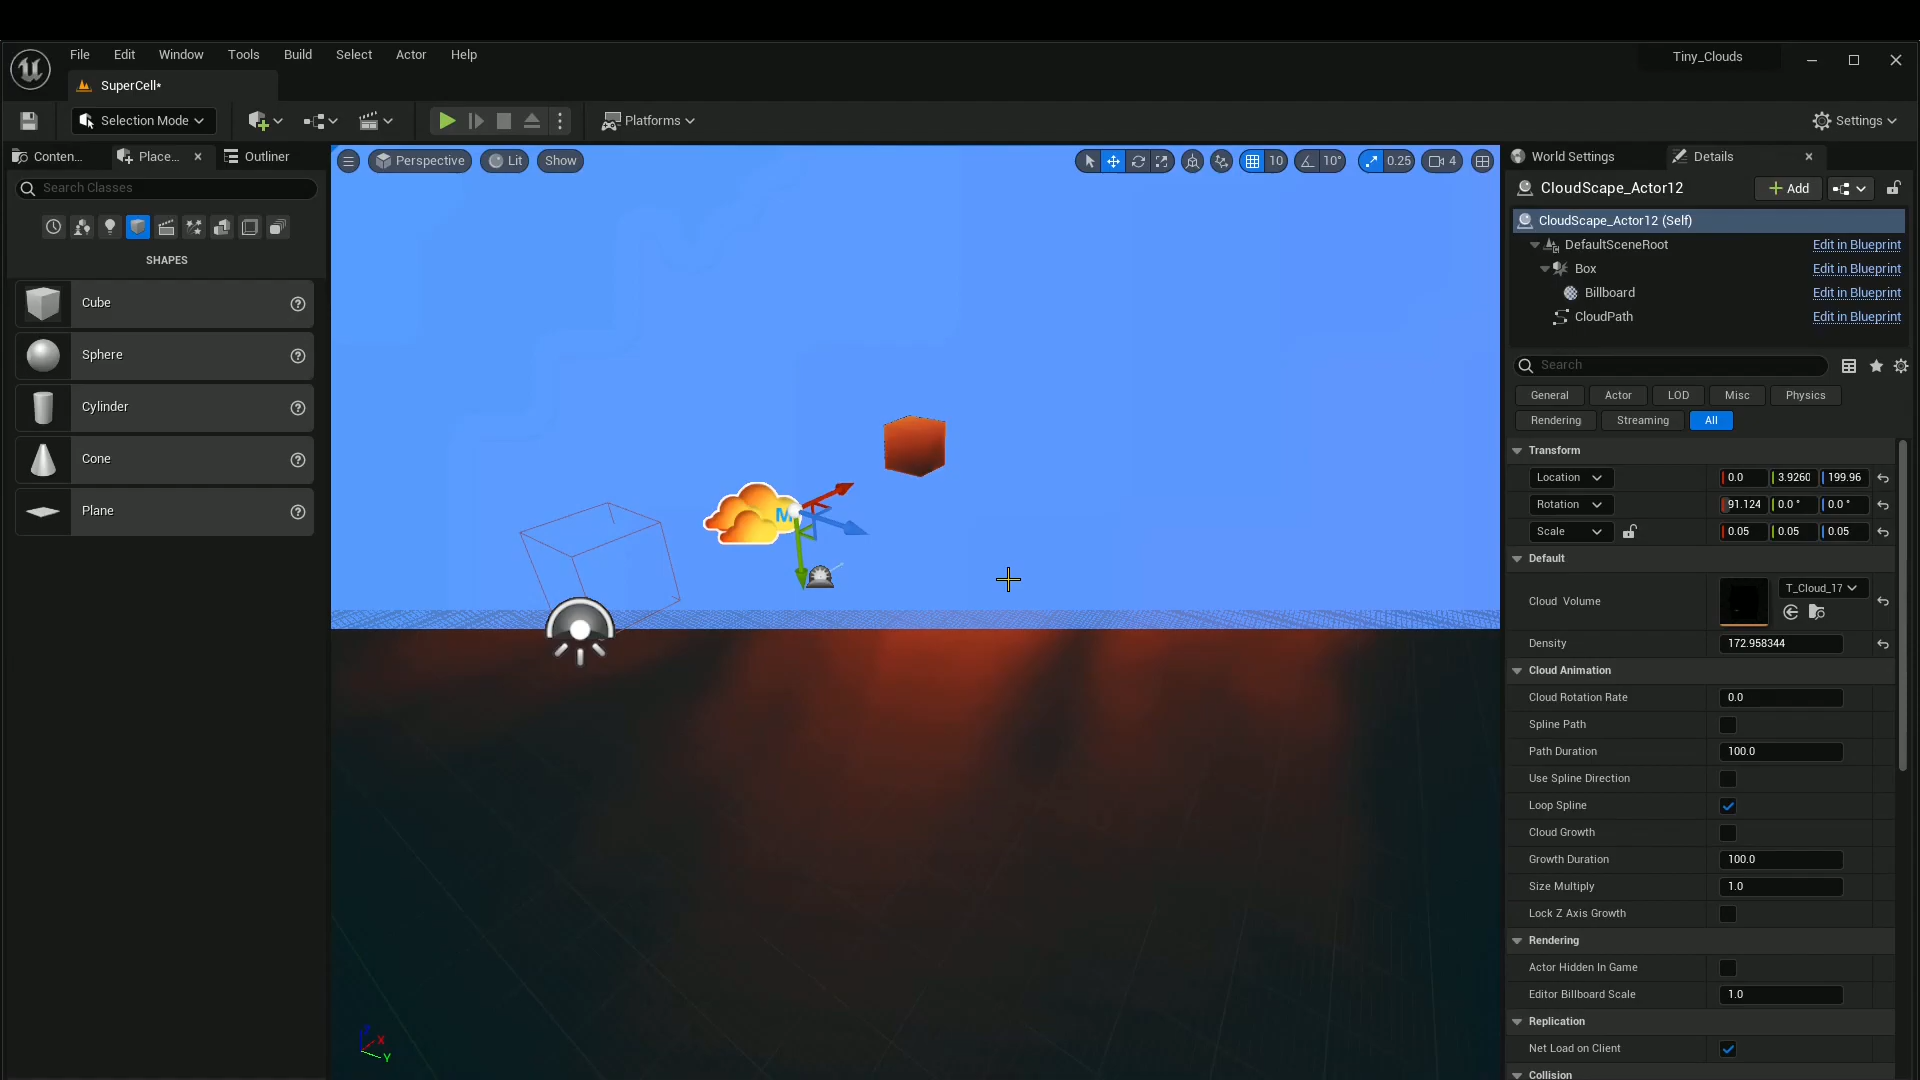 File Edit Window Tools Build Select Actor Help
Tiny_Clouds
SuperCell*
Selection Mode
Platforms
Settings
Conten...
Place...
Outliner
Search Classes
SHAPES
Cube
Sphere
Cylinder
Cone
Plane
Perspective
Lit
Show
10
10°
0.25
4
M
Z
X
Y
World Settings
Details
CloudScape_Actor12
Add
CloudScape_Actor12 (Self)
DefaultSceneRoot Edit in Blueprint
Box Edit in Blueprint
Billboard Edit in Blueprint
CloudPath Edit in Blueprint
Search
General Actor LOD Misc Physics
Rendering Streaming All
Transform
Location 0.0 3.9260 199.96
Rotation 91.124 0.0 ° 0.0 °
Scale 0.05 0.05 0.05
Default
Cloud Volume T_Cloud_17
Density 172.958344
Cloud Animation
Cloud Rotation Rate 0.0
Spline Path
Path Duration 100.0
Use Spline Direction
Loop Spline
Cloud Growth
Growth Duration 100.0
Size Multiply 1.0
Lock Z Axis Growth
Rendering
Actor Hidden In Game
Editor Billboard Scale 1.0
Replication
Net Load on Client
Collision